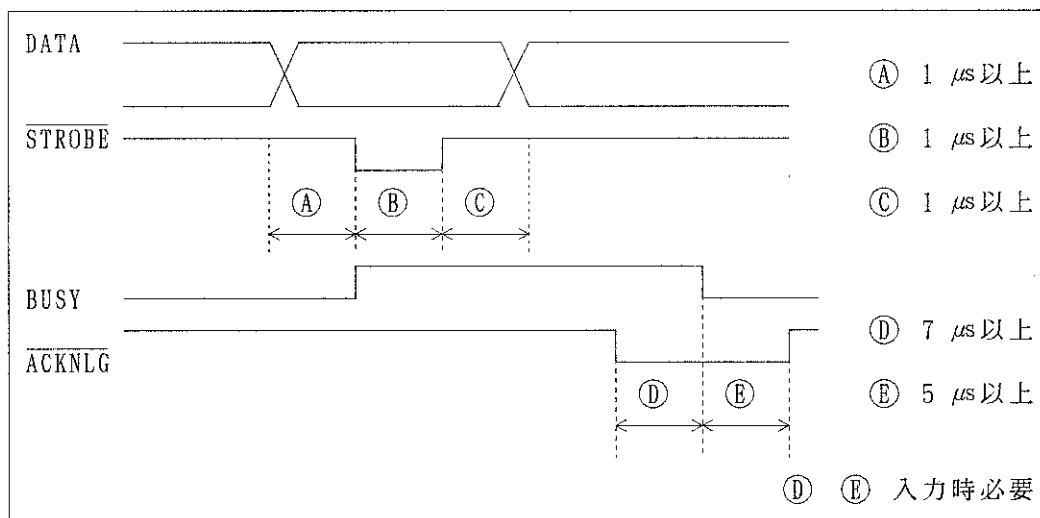 DATA
Ⓐ 1 μs以上
STROBE
Ⓑ 1 μs以上
Ⓐ Ⓑ Ⓒ
Ⓒ 1 μs以上
BUSY
ACKNLG
Ⓓ 7 μs以上
Ⓓ Ⓔ
Ⓔ 5 μs以上
Ⓓ Ⓔ 入力時必要